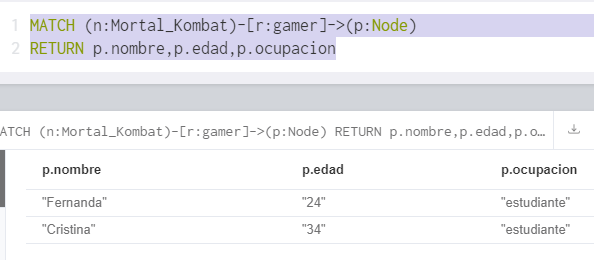 1 MATCH (n:Mortal_Kombat)-[r:gamer]->(p:Node)
2 RETURN p.nombre,p.edad,p.ocupacion
ATCH (n:Mortal_Kombat)-[r:gamer]->(p:Node) RETURN p.nombre,p.edad,p.o…
p.nombre p.edad p.ocupacion
"Fernanda" "24" "estudiante"
"Cristina" "34" "estudiante"